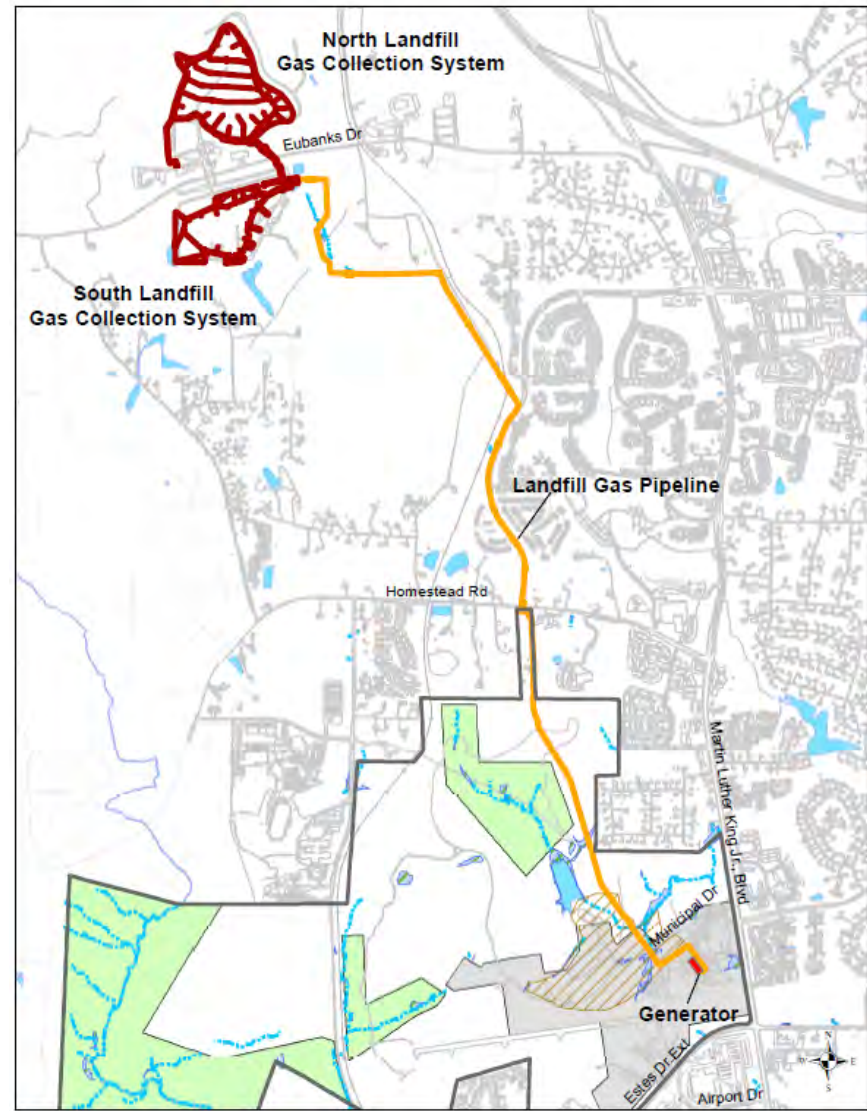 North Landfill
Gas Collection System
Eubanks Dr
South Landfill
Gas Collection System
Landfill Gas Pipeline
Homestead Rd
Martin Luther King Jr., Blvd
Municipal Dr
Generator
Estes Dr Ext
Airport Dr
N
W
E
S